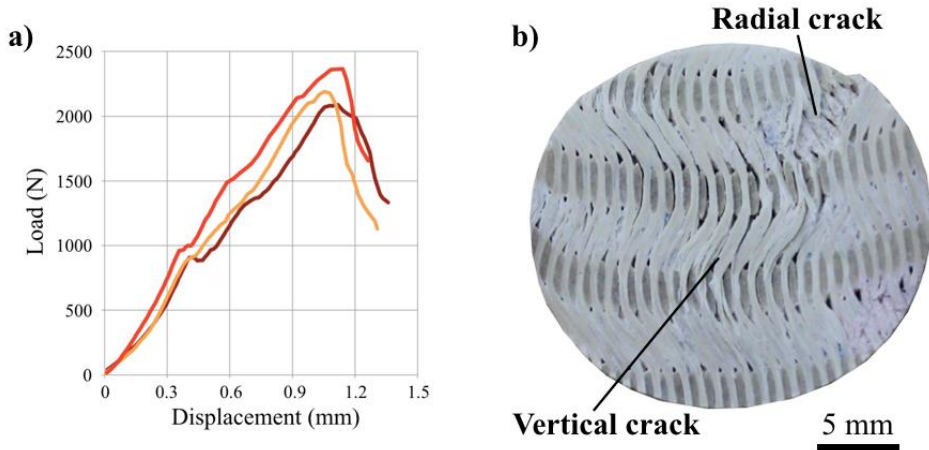 a)
2500
2000
1500
1000
500
0
0 0.3 0.6 0.9 1.2 1.5
Load (N)
Displacement (mm)
b)
Radial crack
Vertical crack
5 mm